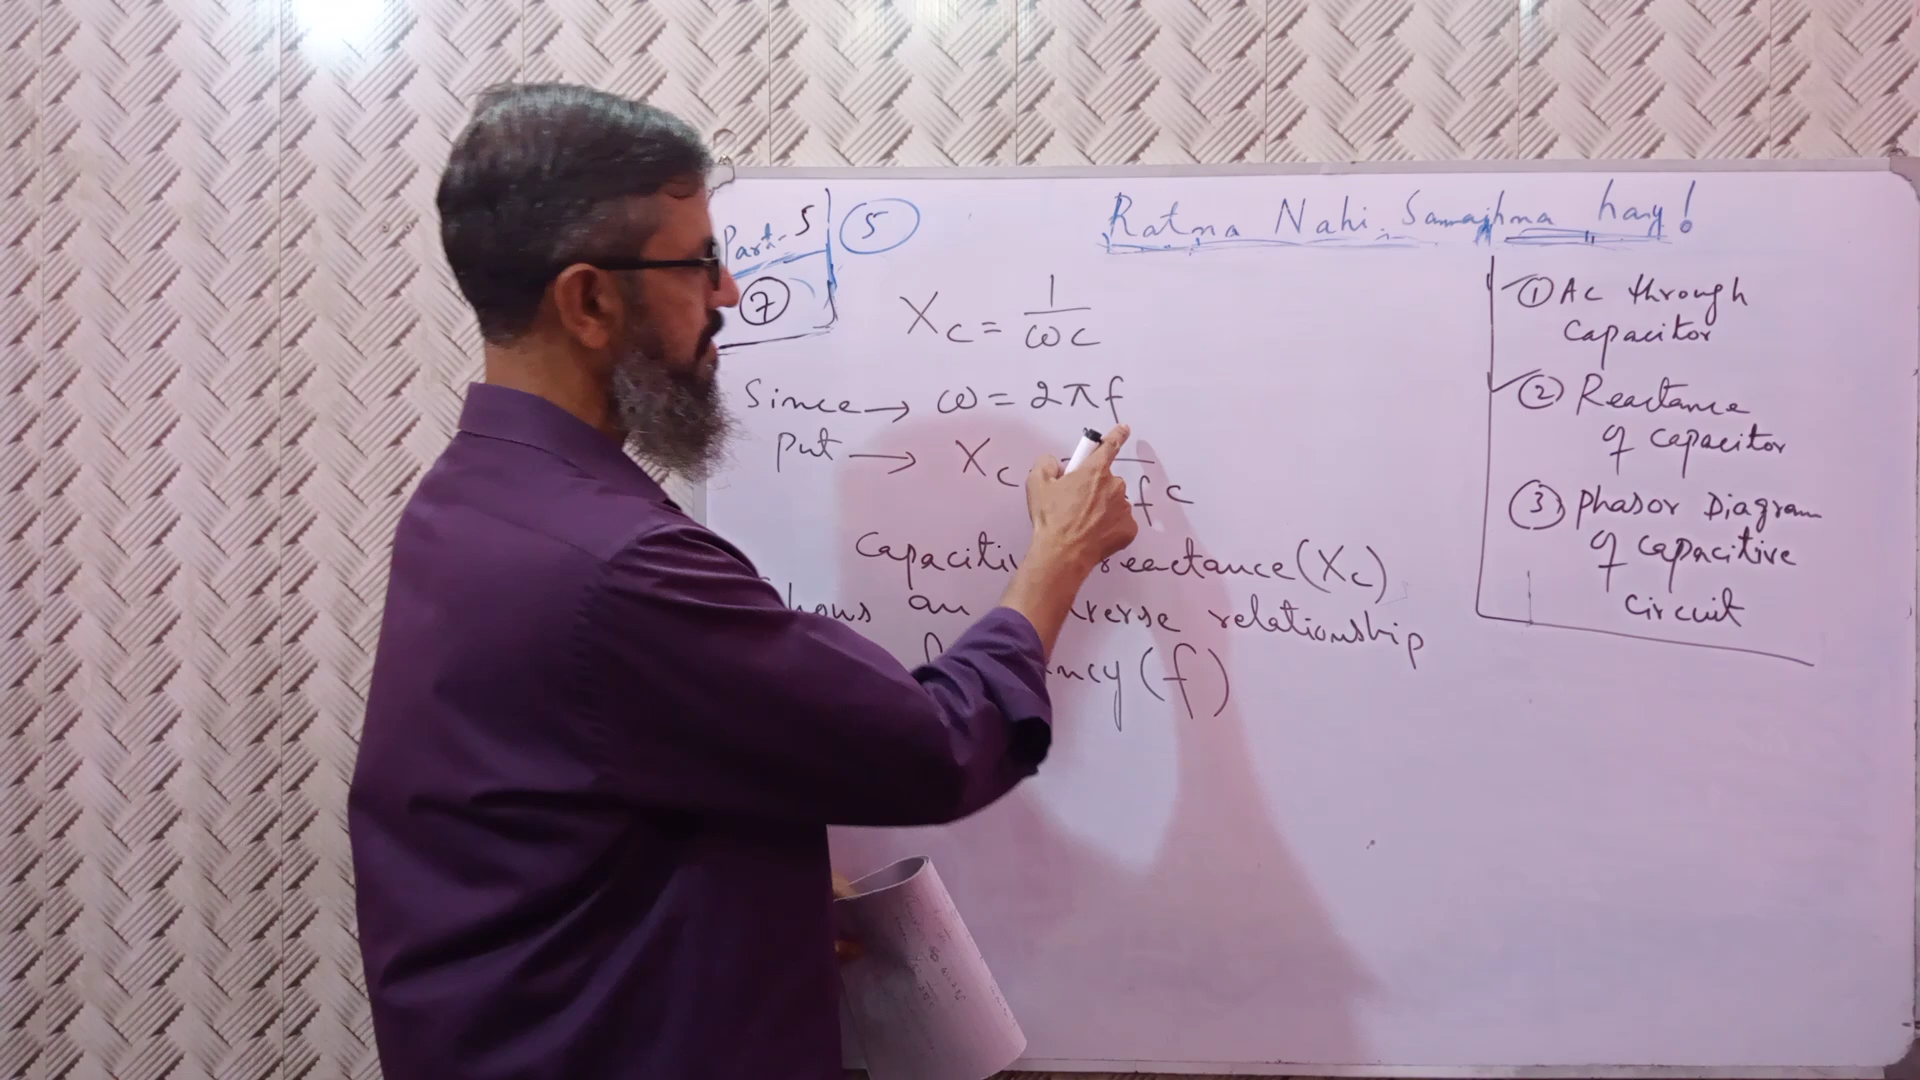 Part-5
5
Ratna Nahi. Samajhna hay!
7
Xc = 1/ωc
Since → ω = 2πf
Put → Xc
fc
reactance (Xc)
an relationship
(f)
① Ac through
capacitor
② Reactance
of capacitor
③ phasor Diagram
of capacitive
circuit